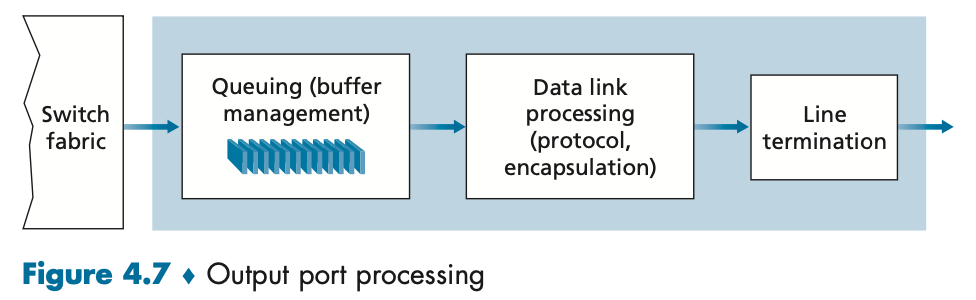 Switch
fabric
Queuing (buffer
management)
Data link
processing
(protocol,
encapsulation)
Line
termination
Figure 4.7 ♦ Output port processing